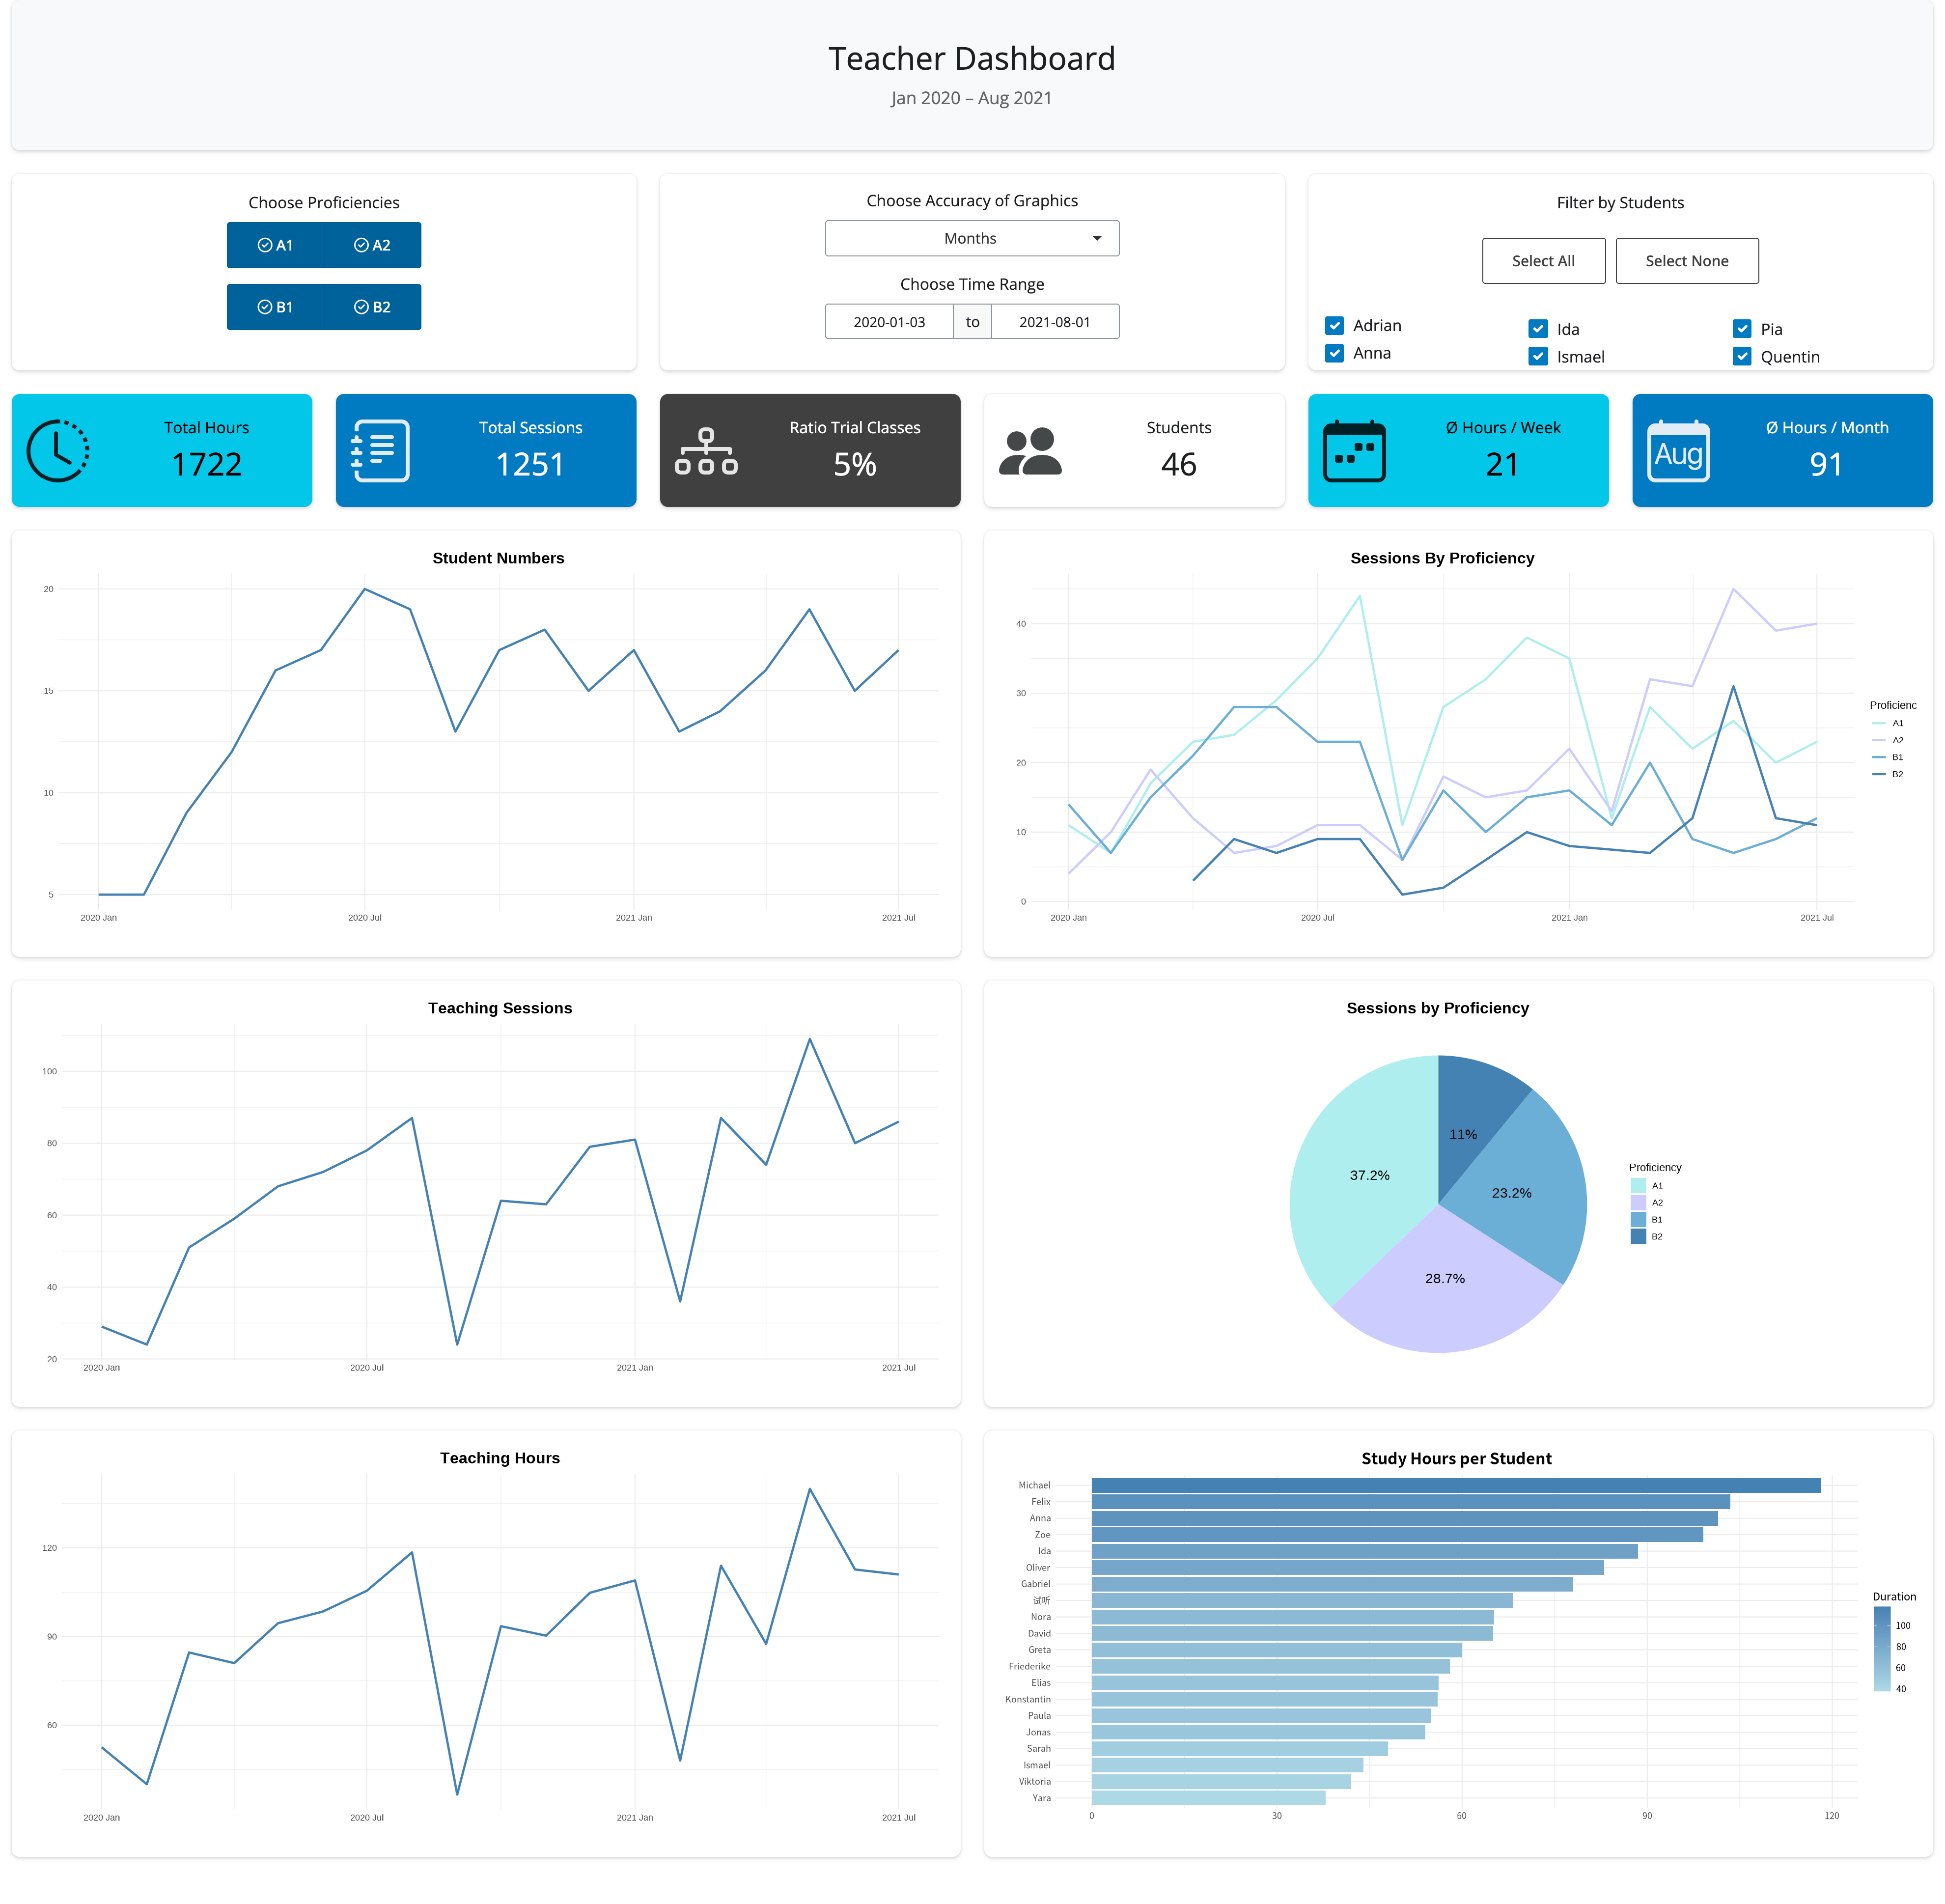 Teacher Dashboard
Jan 2020 – Aug 2021
Choose Proficiencies
A1 A2
B1 B2
Choose Accuracy of Graphics
Months
Choose Time Range
2020-01-03 to 2021-08-01
Filter by Students
Select All Select None
Adrian Ida Pia
Anna Ismael Quentin
Total Hours
1722
Total Sessions
1251
Ratio Trial Classes
5%
Students
46
Ø Hours / Week
21
Aug
Ø Hours / Month
91
Student Numbers
20
15
10
5
2020 Jan 2020 Jul 2021 Jan 2021 Jul
Sessions By Proficiency
40
30
20
10
0
2020 Jan 2020 Jul 2021 Jan 2021 Jul
Proficienc
A1
A2
B1
B2
Teaching Sessions
100
80
60
40
20
2020 Jan 2020 Jul 2021 Jan 2021 Jul
Sessions by Proficiency
11%
37.2%
23.2%
28.7%
Proficiency
A1
A2
B1
B2
Teaching Hours
120
90
60
2020 Jan 2020 Jul 2021 Jan 2021 Jul
Study Hours per Student
Michael
Felix
Anna
Zoe
Ida
Oliver
Gabriel
试听
Nora
David
Greta
Friederike
Elias
Konstantin
Paula
Jonas
Sarah
Ismael
Viktoria
Yara
0 30 60 90 120
Duration
100
80
60
40